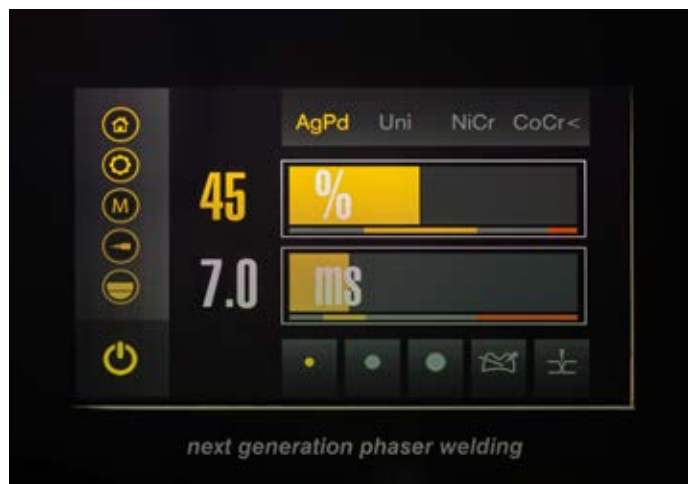 AgPd Uni NiCr CoCr<
M
45 %
7.0 ms
next generation phaser welding